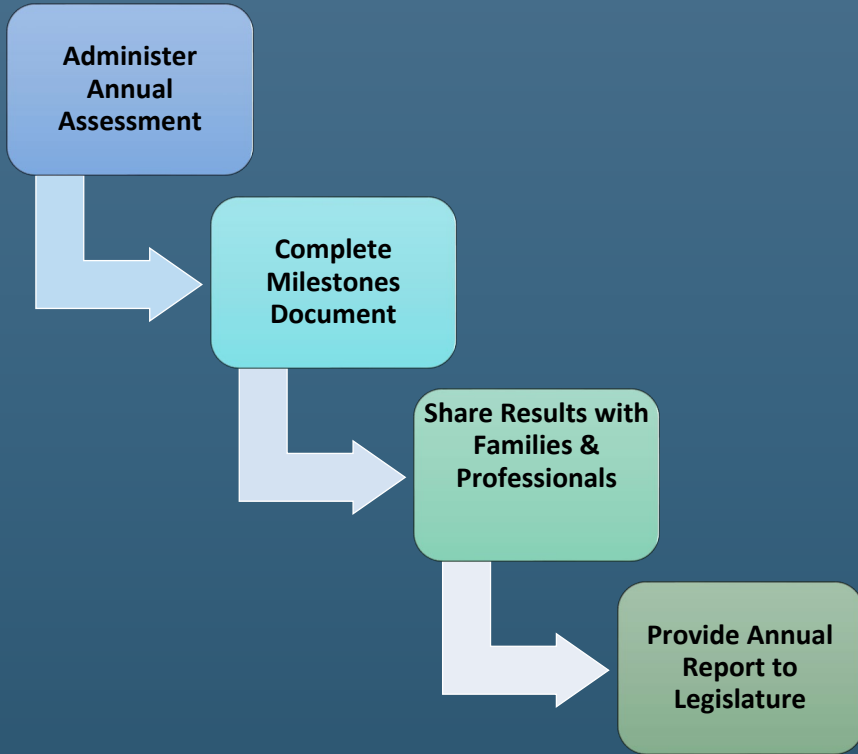 Administer
Annual
Assessment
Complete
Milestones
Document
Share Results with
Families &
Professionals
Provide Annual
Report to
Legislature